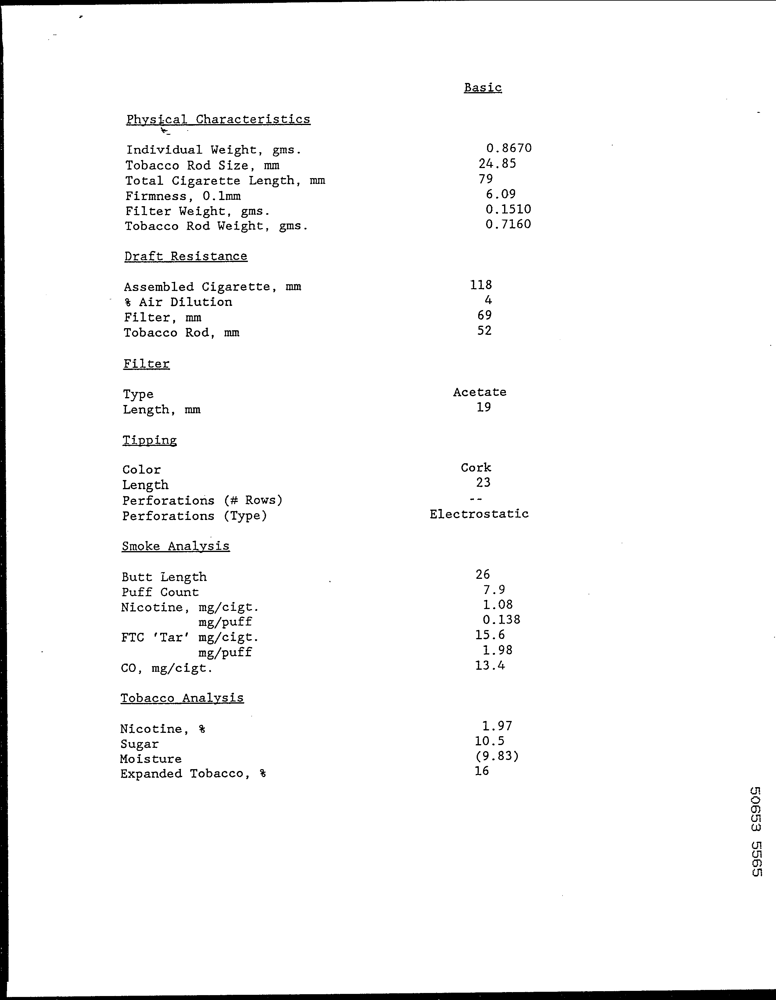 Basic
Physical Characteristics
Individual Weight, gms. 0.8670
Tobacco Rod Size, mm 24.85
Total Cigarette Length, mm 79
Firmness, 0.1mm 6.09
Filter Weight, gms. 0.1510
Tobacco Rod Weight, gms. 0.7160
Draft Resistance
Assembled Cigarette, mm 118
% Air Dilution 4
Filter, mm 69
Tobacco Rod, mm 52
Filter
Type Acetate
Length, mm 19
Tipping
Color Cork
Length 23
Perforations (# Rows) --
Perforations (Type) Electrostatic
Smoke Analysis
Butt Length 26
Puff Count 7.9
Nicotine, mg/cigt. 1.08
mg/puff 0.138
FTC 'Tar' mg/cigt. 15.6
mg/puff 1.98
CO, mg/cigt. 13.4
Tobacco Analysis
Nicotine, % 1.97
Sugar 10.5
Moisture (9.83)
Expanded Tobacco, % 16
50653 5565